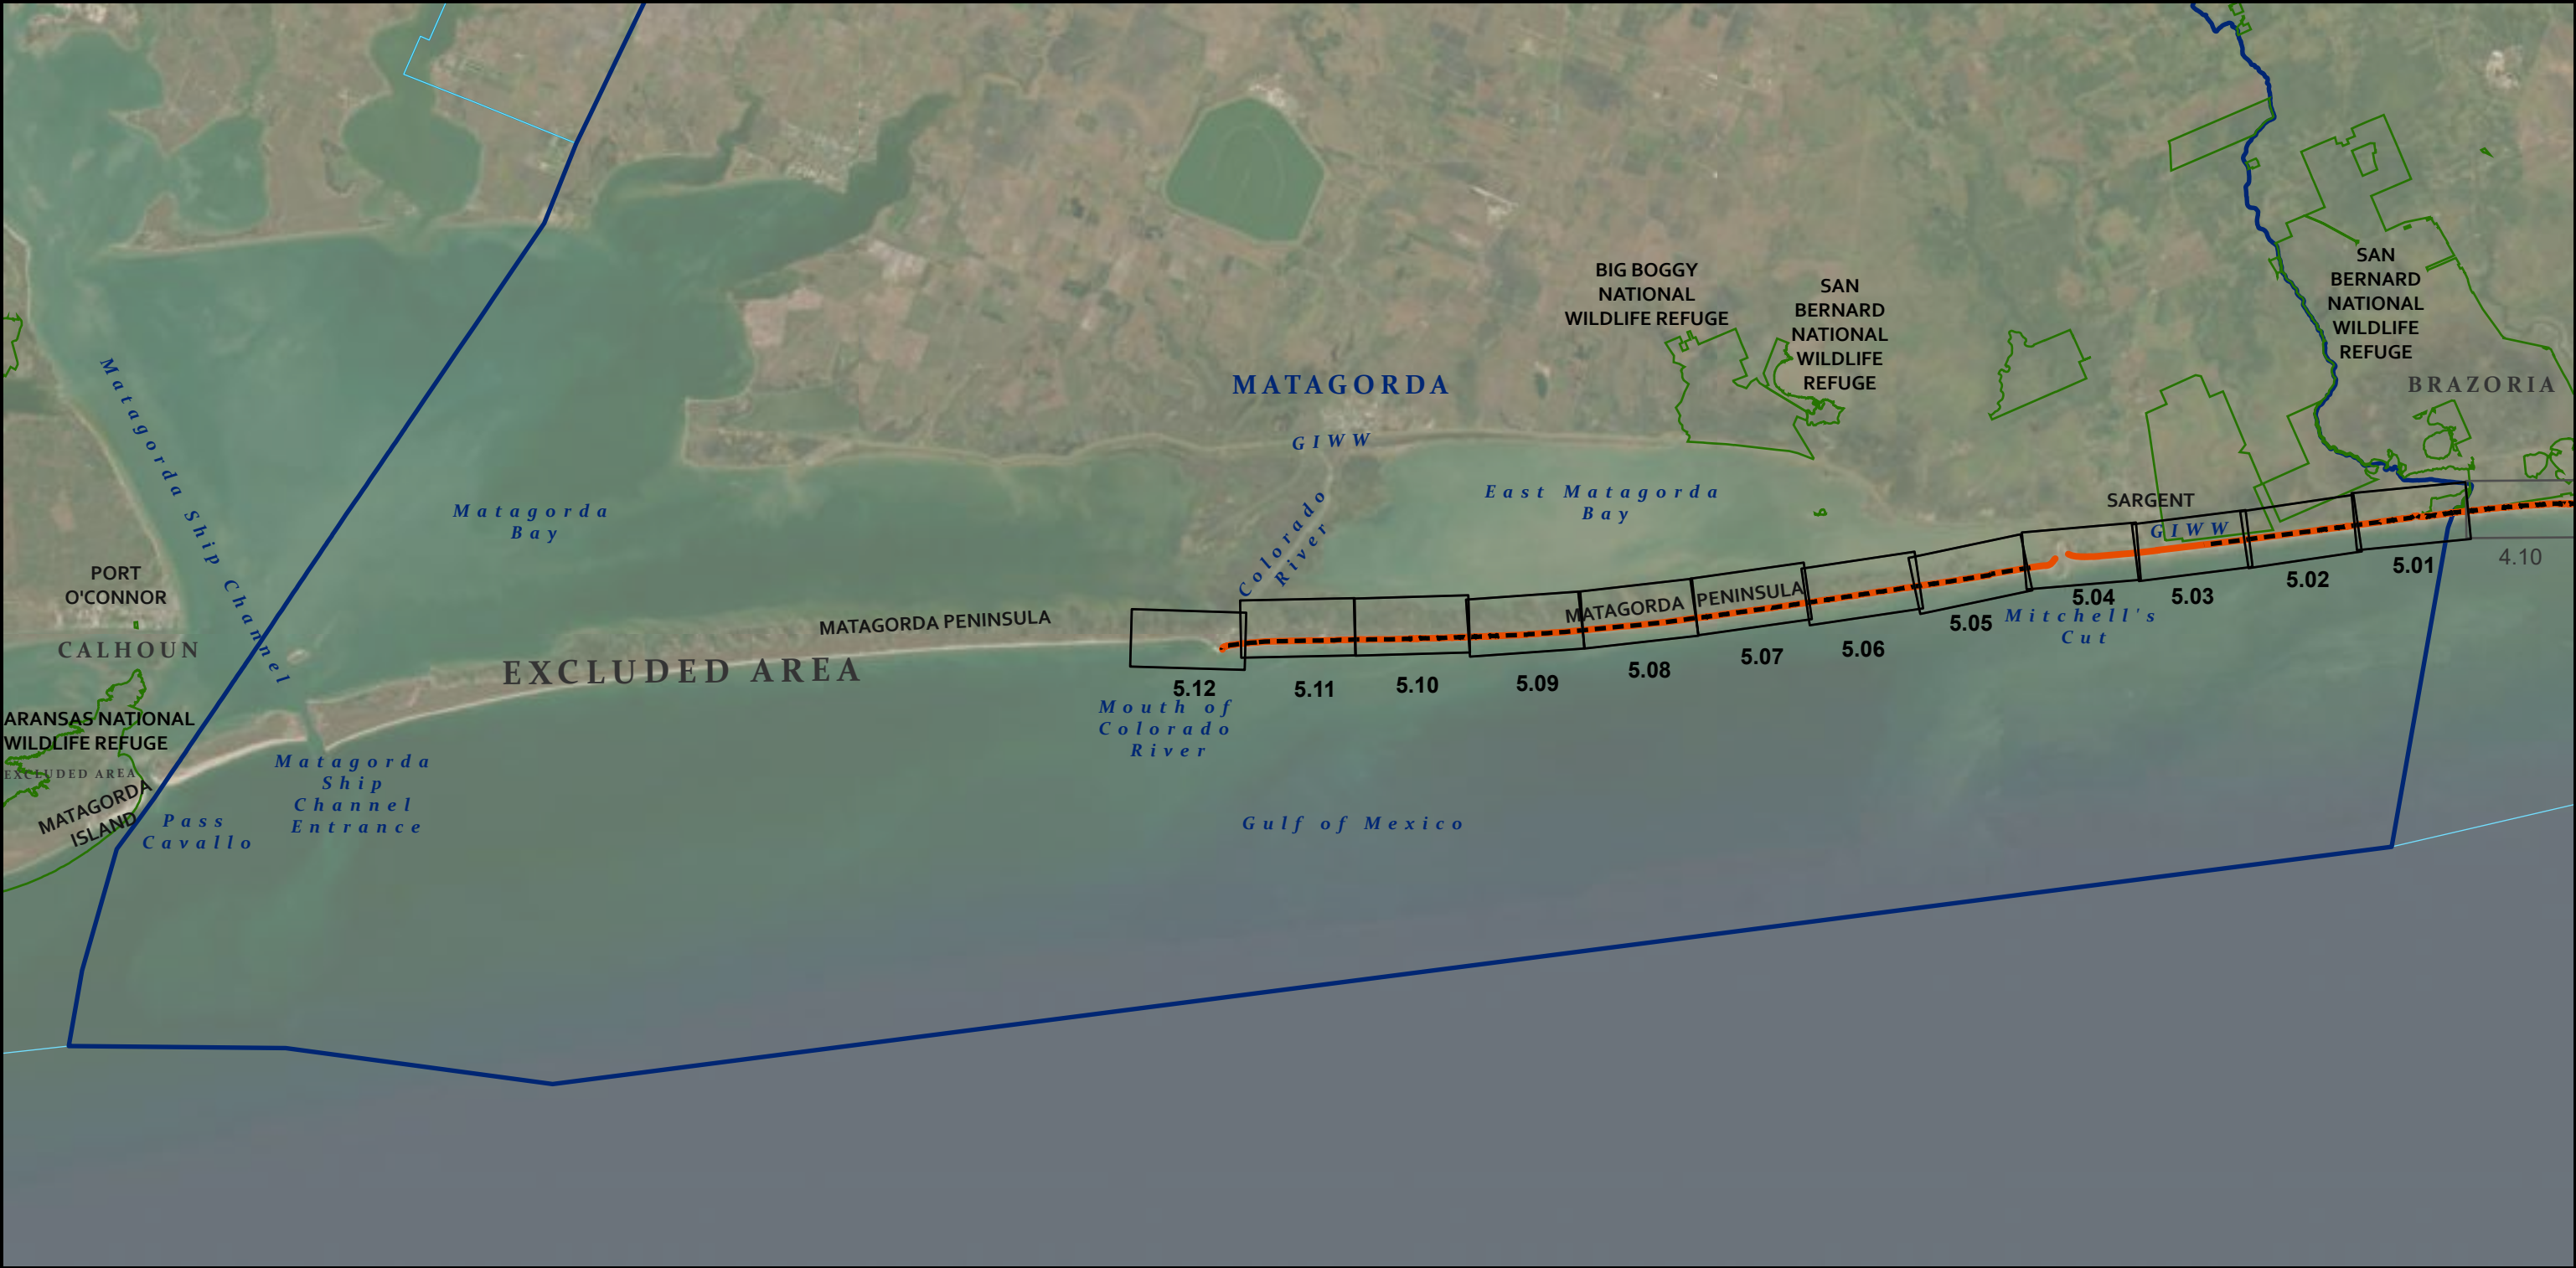 BIG BOGGY
NATIONAL
WILDLIFE REFUGE
SAN
BERNARD
NATIONAL
WILDLIFE
REFUGE
SAN
BERNARD
NATIONAL
WILDLIFE
REFUGE
BRAZORIA
MATAGORDA
GIWW
Matagorda Ship Channel
Matagorda
Bay
East Matagorda
Bay
Colorado
River
SARGENT
GIWW
4.10
5.01
5.02
5.03
5.04
5.05
5.06
5.07
5.08
5.09
5.10
5.11
5.12
Mitchell's
Cut
MATAGORDA PENINSULA
MATAGORDA PENINSULA
EXCLUDED AREA
PORT
O'CONNOR
CALHOUN
ARANSAS NATIONAL
WILDLIFE REFUGE
EXCLUDED AREA
MATAGORDA
ISLAND
Pass
Cavallo
Matagorda
Ship
Channel
Entrance
Mouth of
Colorado
River
Gulf of Mexico